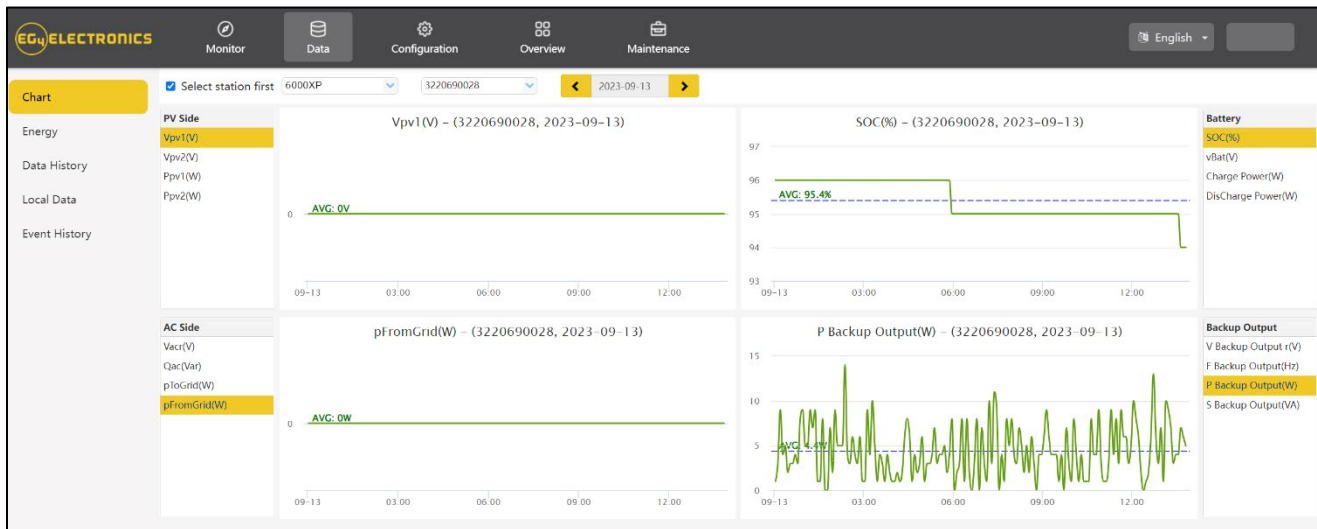 EG4 ELECTRONICS
Monitor
Data
Configuration
Overview
Maintenance
English
Chart
Energy
Data History
Local Data
Event History
Select station first
6000XP
3220690028
2023-09-13
PV Side
Vpv1(V)
Vpv2(V)
Ppv1(W)
Ppv2(W)
Vpv1(V) – (3220690028, 2023-09-13)
0
AVG: 0V
09-13 03:00 06:00 09:00 12:00
SOC(%) – (3220690028, 2023-09-13)
97
96
AVG: 95.4%
95
94
93
09-13 03:00 06:00 09:00 12:00
Battery
SOC(%)
vBat(V)
Charge Power(W)
DisCharge Power(W)
AC Side
Vacr(V)
Qac(Var)
pToGrid(W)
pFromGrid(W)
pFromGrid(W) – (3220690028, 2023-09-13)
0
AVG: 0W
09-13 03:00 06:00 09:00 12:00
P Backup Output(W) – (3220690028, 2023-09-13)
15
10
5
AVG: 4.4W
0
09-13 03:00 06:00 09:00 12:00
Backup Output
V Backup Output r(V)
F Backup Output(Hz)
P Backup Output(W)
S Backup Output(VA)